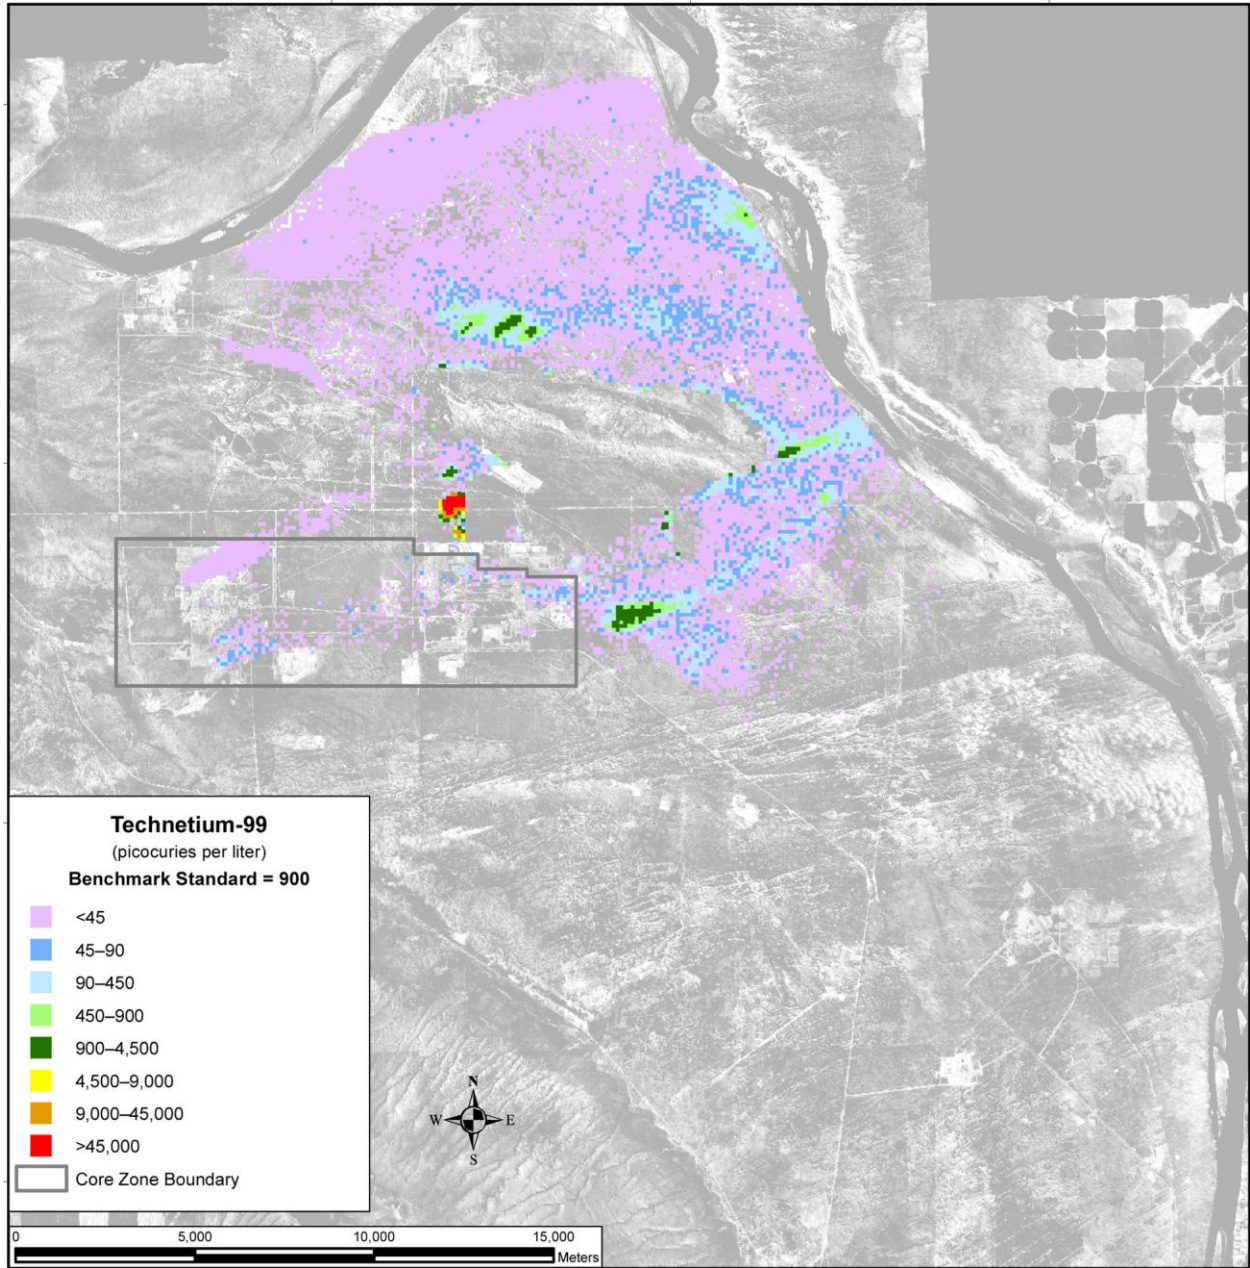 Technetium-99
(picocuries per liter)
Benchmark Standard = 900
<45
45–90
90–450
450–900
900–4,500
4,500–9,000
9,000–45,000
>45,000
Core Zone Boundary
N
W E
S
0 5,000 10,000 15,000
Meters